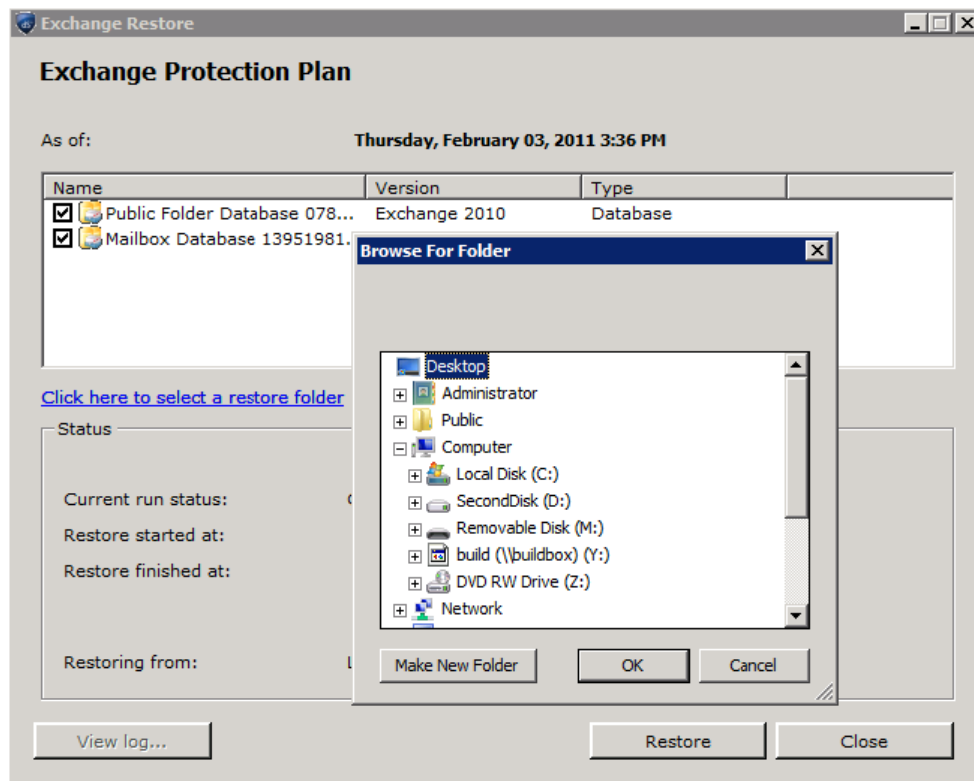 Exchange Restore
Exchange Protection Plan
As of: Thursday, February 03, 2011 3:36 PM
Name Version Type
Public Folder Database 078... Exchange 2010 Database
Mailbox Database 13951981.
Browse For Folder
Desktop
Administrator
Public
Computer
Local Disk (C:)
SecondDisk (D:)
Removable Disk (M:)
build (\\buildbox) (Y:)
DVD RW Drive (Z:)
Network
Make New Folder OK Cancel
Click here to select a restore folder
Status
Current run status:
Restore started at:
Restore finished at:
Restoring from:
View log... Restore Close